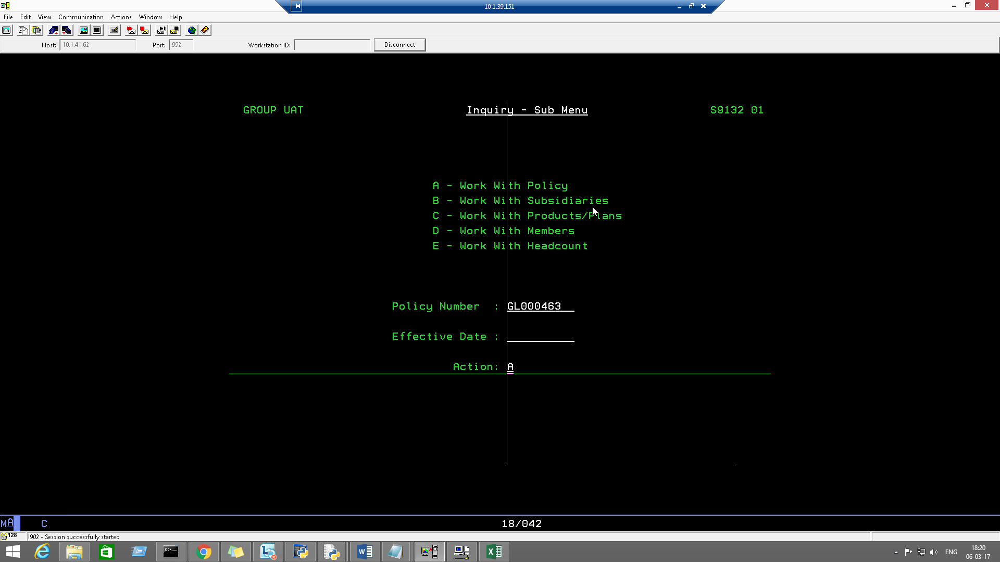 10.1.39.151
File Edit View Communication Actions Window Help
Host: 10.1.41.62 Port: 992 Workstation ID: Disconnect
GROUP UAT Inquiry - Sub Menu S9132 01
A - Work With Policy
B - Work With Subsidiaries
C - Work With Products/Plans
D - Work With Members
E - Work With Headcount
Policy Number : GL000463
Effective Date :
Action: A
MA C 18/042
128 I902 - Session successfully started
ENG 18:20
06-03-17